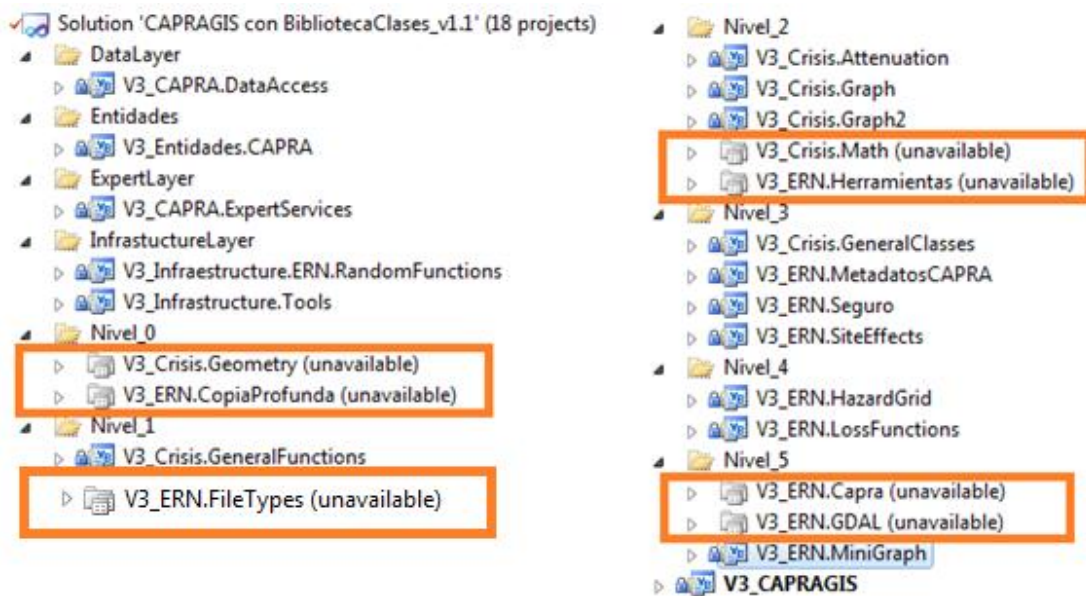 Solution 'CAPRAGIS con BibliotecaClases_v1.1' (18 projects)
DataLayer
V3_CAPRA.DataAccess
Entidades
V3_Entidades.CAPRA
ExpertLayer
V3_CAPRA.ExpertServices
InfrastuctureLayer
V3_Infraestructure.ERN.RandomFunctions
V3_Infrastructure.Tools
Nivel_0
V3_Crisis.Geometry (unavailable)
V3_ERN.CopiaProfunda (unavailable)
Nivel_1
V3_Crisis.GeneralFunctions
V3_ERN.FileTypes (unavailable)
Nivel_2
V3_Crisis.Attenuation
V3_Crisis.Graph
V3_Crisis.Graph2
V3_Crisis.Math (unavailable)
V3_ERN.Herramientas (unavailable)
Nivel_3
V3_Crisis.GeneralClasses
V3_ERN.MetadatosCAPRA
V3_ERN.Seguro
V3_ERN.SiteEffects
Nivel_4
V3_ERN.HazardGrid
V3_ERN.LossFunctions
Nivel_5
V3_ERN.Capra (unavailable)
V3_ERN.GDAL (unavailable)
V3_ERN.MiniGraph
V3_CAPRAGIS